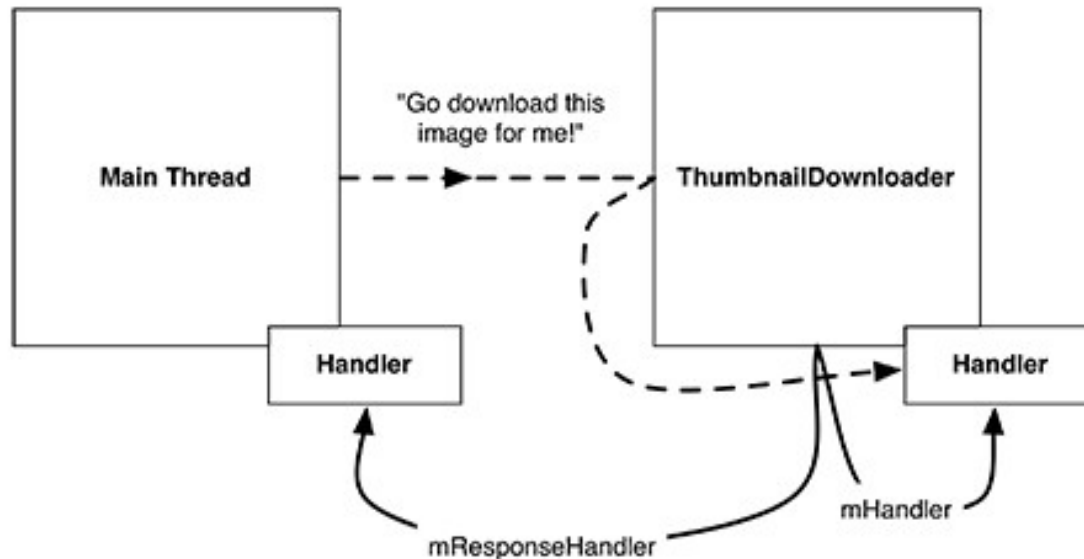 "Go download this
image for me!"
Main Thread
ThumbnailDownloader
Handler
Handler
mHandler
mResponseHandler